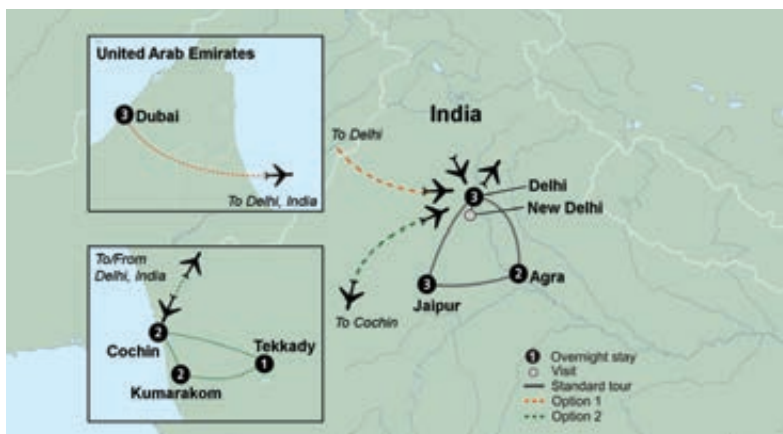 United Arab Emirates
3 Dubai
To Delhi, India
To Delhi
India
3
Delhi
New Delhi
2 Agra
3
Jaipur
To Cochin
To/From
Delhi, India
2
Cochin
Tekkady
1
2
Kumarakom
1 Overnight stay
Visit
Standard tour
Option 1
Option 2